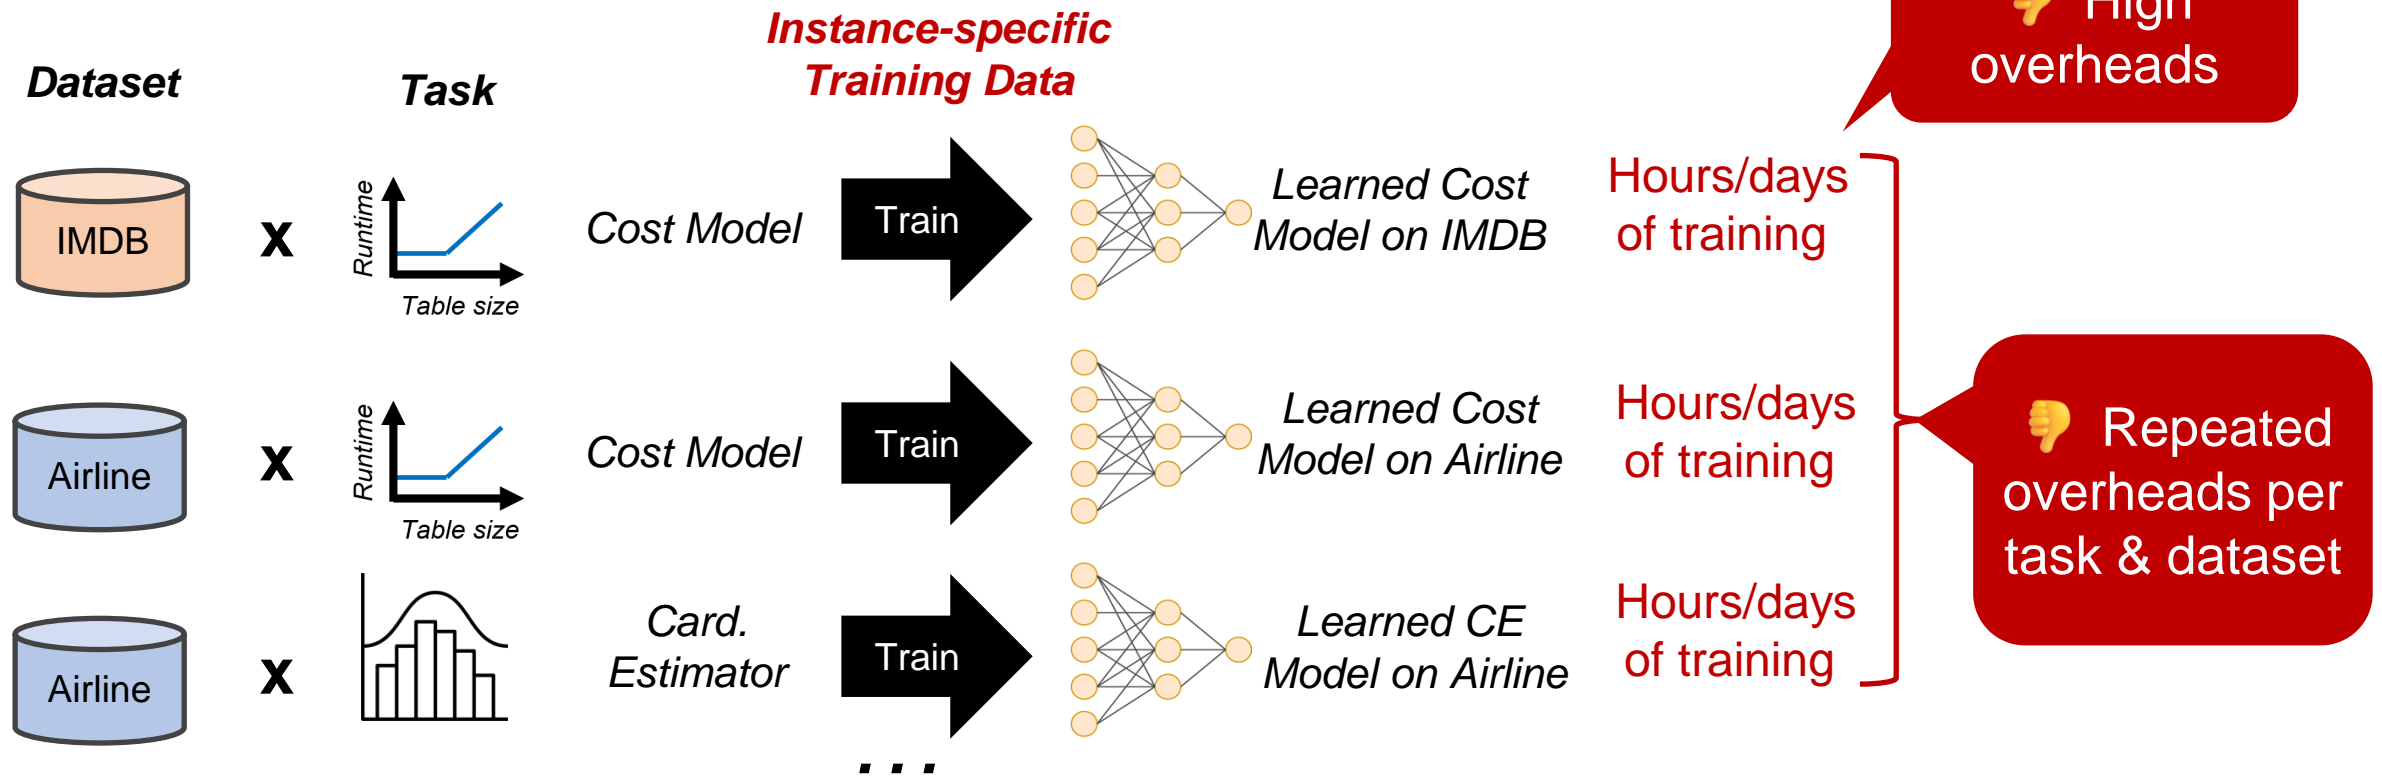 Instance-specific
Training Data
High
overheads
Dataset
Task
IMDB
x
Runtime
Table size
Cost Model
Train
Learned Cost
Model on IMDB
Hours/days
of training
Airline
x
Runtime
Table size
Cost Model
Train
Learned Cost
Model on Airline
Hours/days
of training
Repeated
overheads per
task & dataset
Airline
x
Card.
Estimator
Train
Learned CE
Model on Airline
Hours/days
of training
...